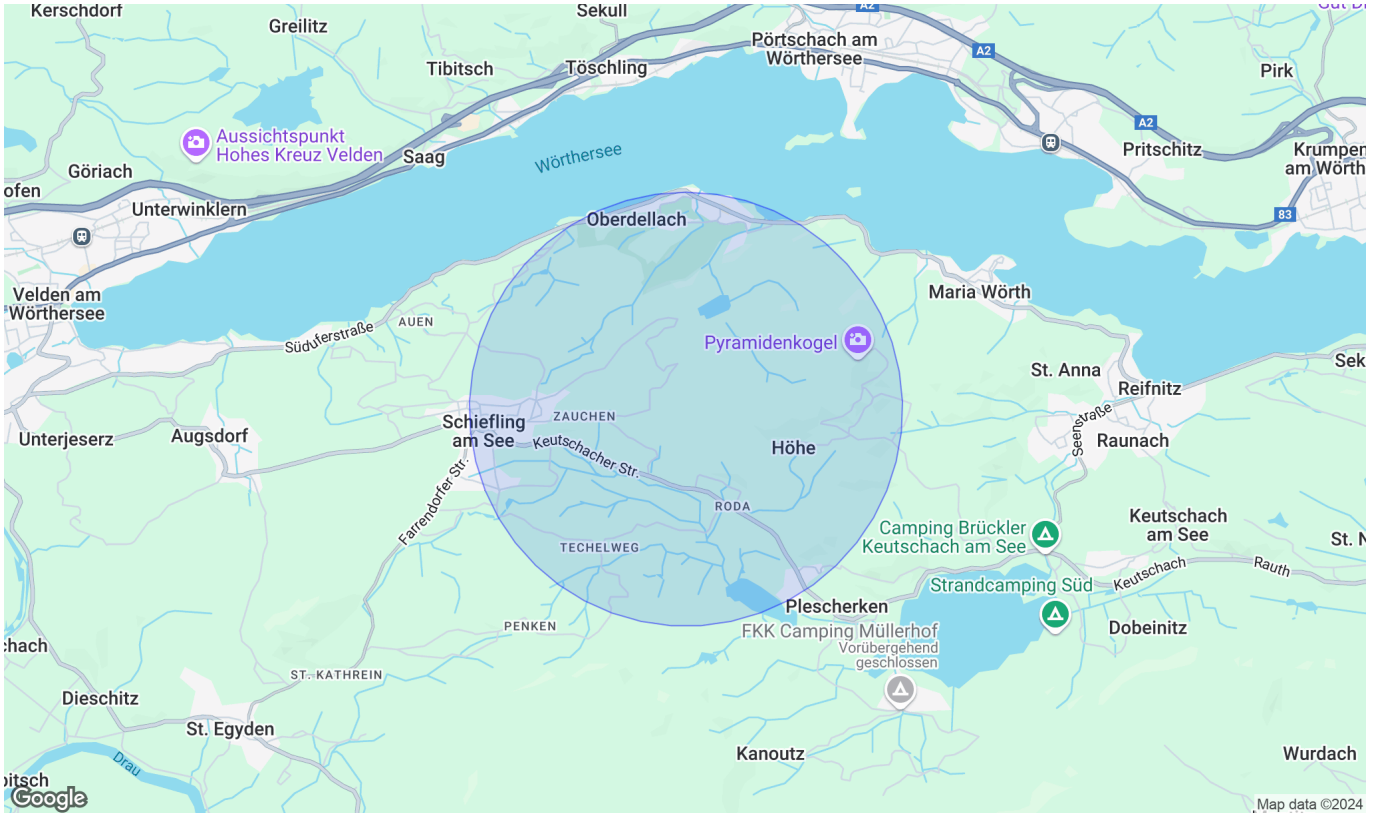 Kerschdorf
Greilitz
Sekull
A2
Pörtschach am
Wörthersee
A2
Tibitsch
Töschling
Pirk
Aussichtspunkt
Hohes Kreuz Velden
Saag
Wörthersee
A2
Pritschitz
Krumpen
am Wörth
Göriach
ofen
Unterwinklern
Oberdellach
83
Velden am
Wörthersee
AUEN
Süduferstraße
Maria Wörth
Pyramidenkogel
St. Anna
Sek
Reifnitz
Unterjeserz
Augsdorf
Schiefling
am See
ZAUCHEN
Keutschacher Str.
Höhe
Seenstraße
Raunach
Farrendorfer Str.
RODA
TECHELWEG
Camping Brückler
Keutschach am See
Keutschach
am See
St. N
Strandcamping Süd
Keutschach
Rauth
Plescherken
PENKEN
FKK Camping Müllerhof
Vorübergehend
geschlossen
Dobeinitz
chach
ST. KATHREIN
Dieschitz
St. Egyden
Drau
Kanoutz
Wurdach
pitsch
Google
Map data ©2024